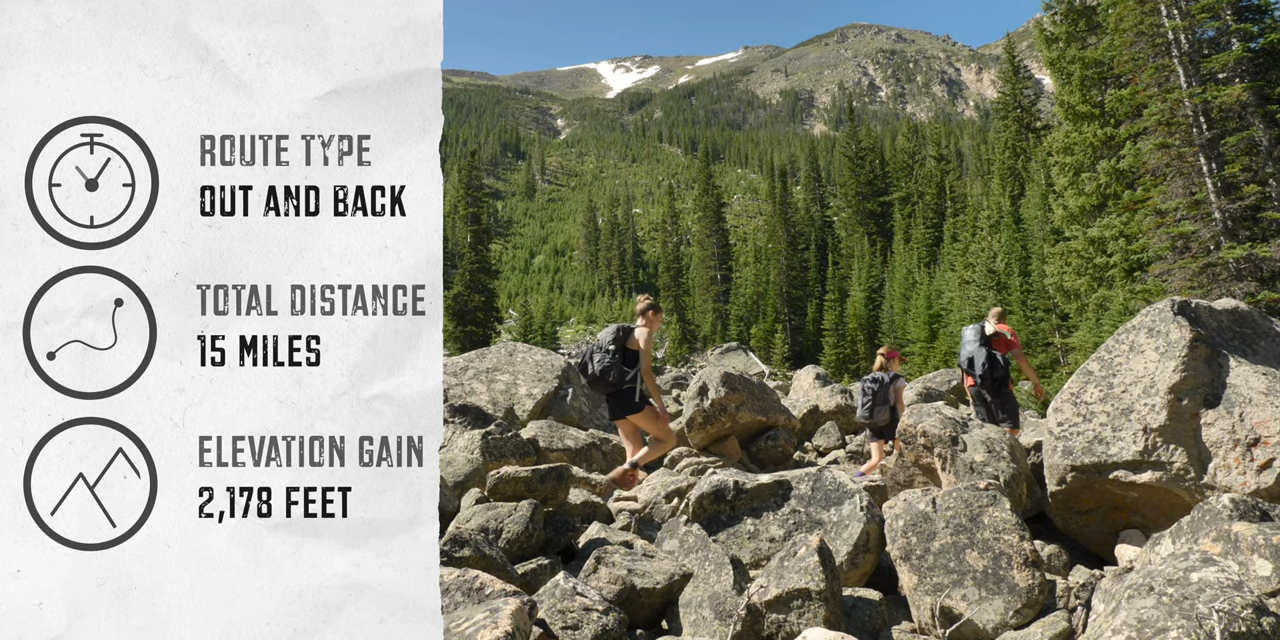 ROUTE TYPE
OUT AND BACK
TOTAL DISTANCE
15 MILES
ELEVATION GAIN
2,178 FEET